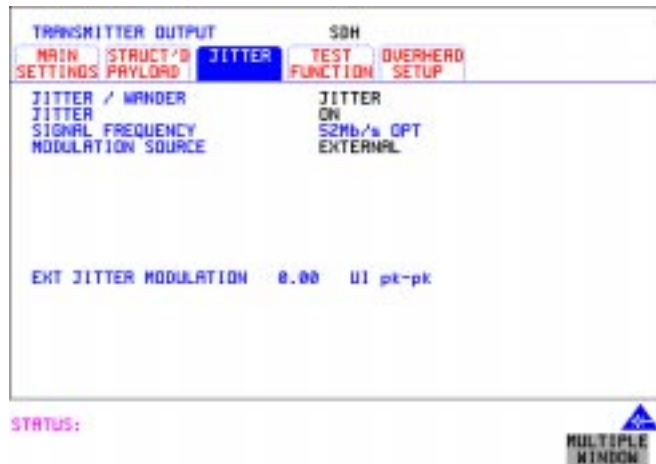 TRANSMITTER OUTPUT SDH
MAIN SETTINGS STRUCT'D PAYLOAD JITTER TEST FUNCTION OVERHEAD SETUP
JITTER / WANDER JITTER
JITTER ON
SIGNAL FREQUENCY 52Mb/s OPT
MODULATION SOURCE EXTERNAL
EXT JITTER MODULATION 0.00 UI pk-pk
STATUS:
MULTIPLE
WINDOW